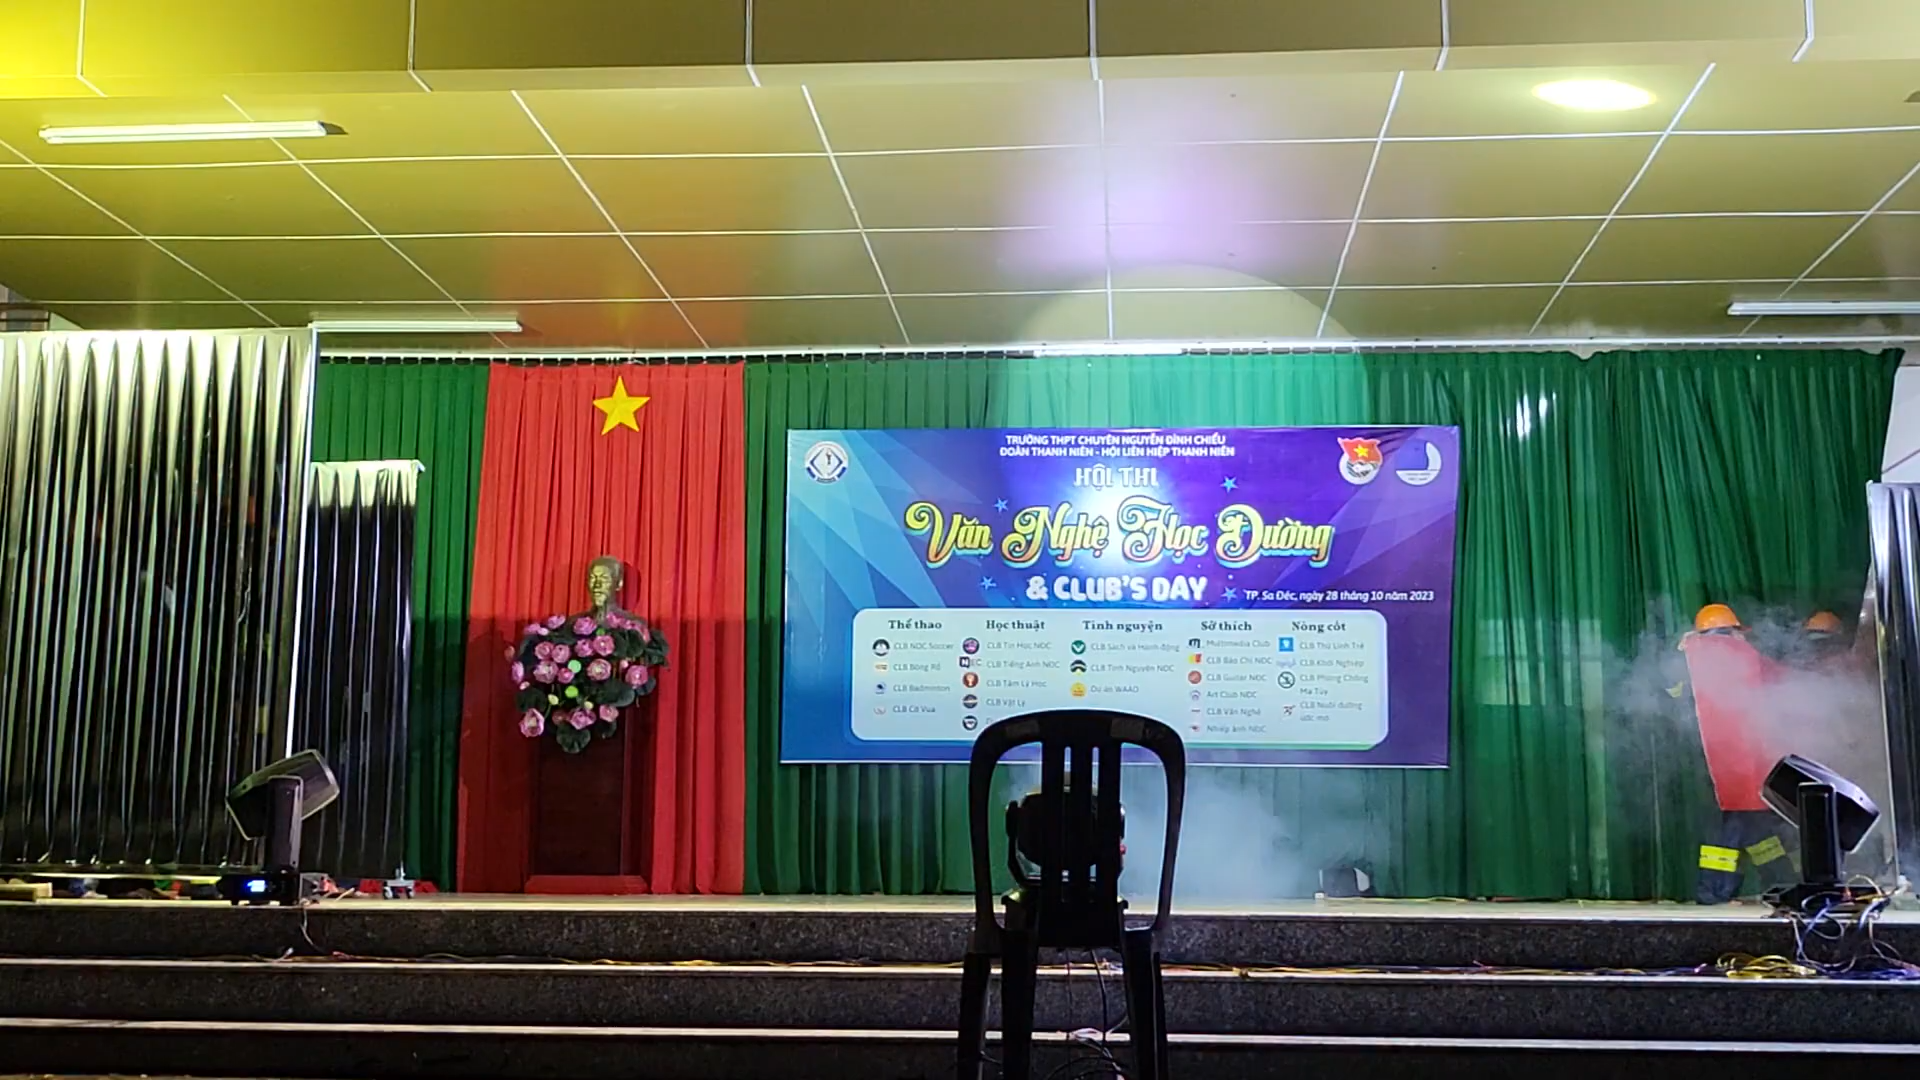 TRƯỜNG THPT CHUYÊN NGUYỄN ĐÌNH CHIỂU
ĐOÀN THANH NIÊN - HỘI LIÊN HIỆP THANH NIÊN
HỘI THI
Văn Nghệ Học Đường
& CLUB'S DAY
TP. Sa Đéc, ngày 28 tháng 10 năm 2023
Thể thao
CLB NDC Soccer
CLB Bóng Rổ
CLB Badminton
CLB Cờ Vua
Học thuật
CLB Tin Học NDC
CLB Tiếng Anh NDC
CLB Tâm Lý Học
CLB Vật Lý
Tình nguyện
CLB Sách và Hành động
CLB Tình Nguyện NDC
Dự án WAAO
Sở thích
Multimedia Club
CLB Báo Chí NDC
CLB Guitar NDC
Art Club NDC
CLB Văn Nghệ
Nhiếp ảnh NDC
Nòng cốt
CLB Thủ Lĩnh Trẻ
CLB Khởi Nghiệp
CLB Phòng Chống
Ma Túy
CLB Nuôi dưỡng
ước mơ